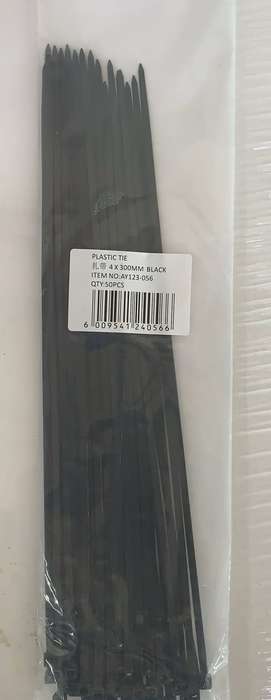 PLASTIC TIE
扎带 4 X 300MM BLACK
ITEM NO:AY123-056
QTY:50PCS
6 009541 240566